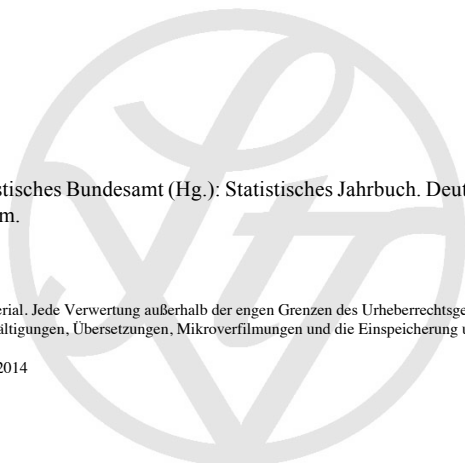 stisches Bundesamt (Hg.): Statistisches Jahrbuch. Deut
m.
erial. Jede Verwertung außerhalb der engen Grenzen des Urheberrechtsge
ältigungen, Übersetzungen, Mikroverfilmungen und die Einspeicherung u
2014